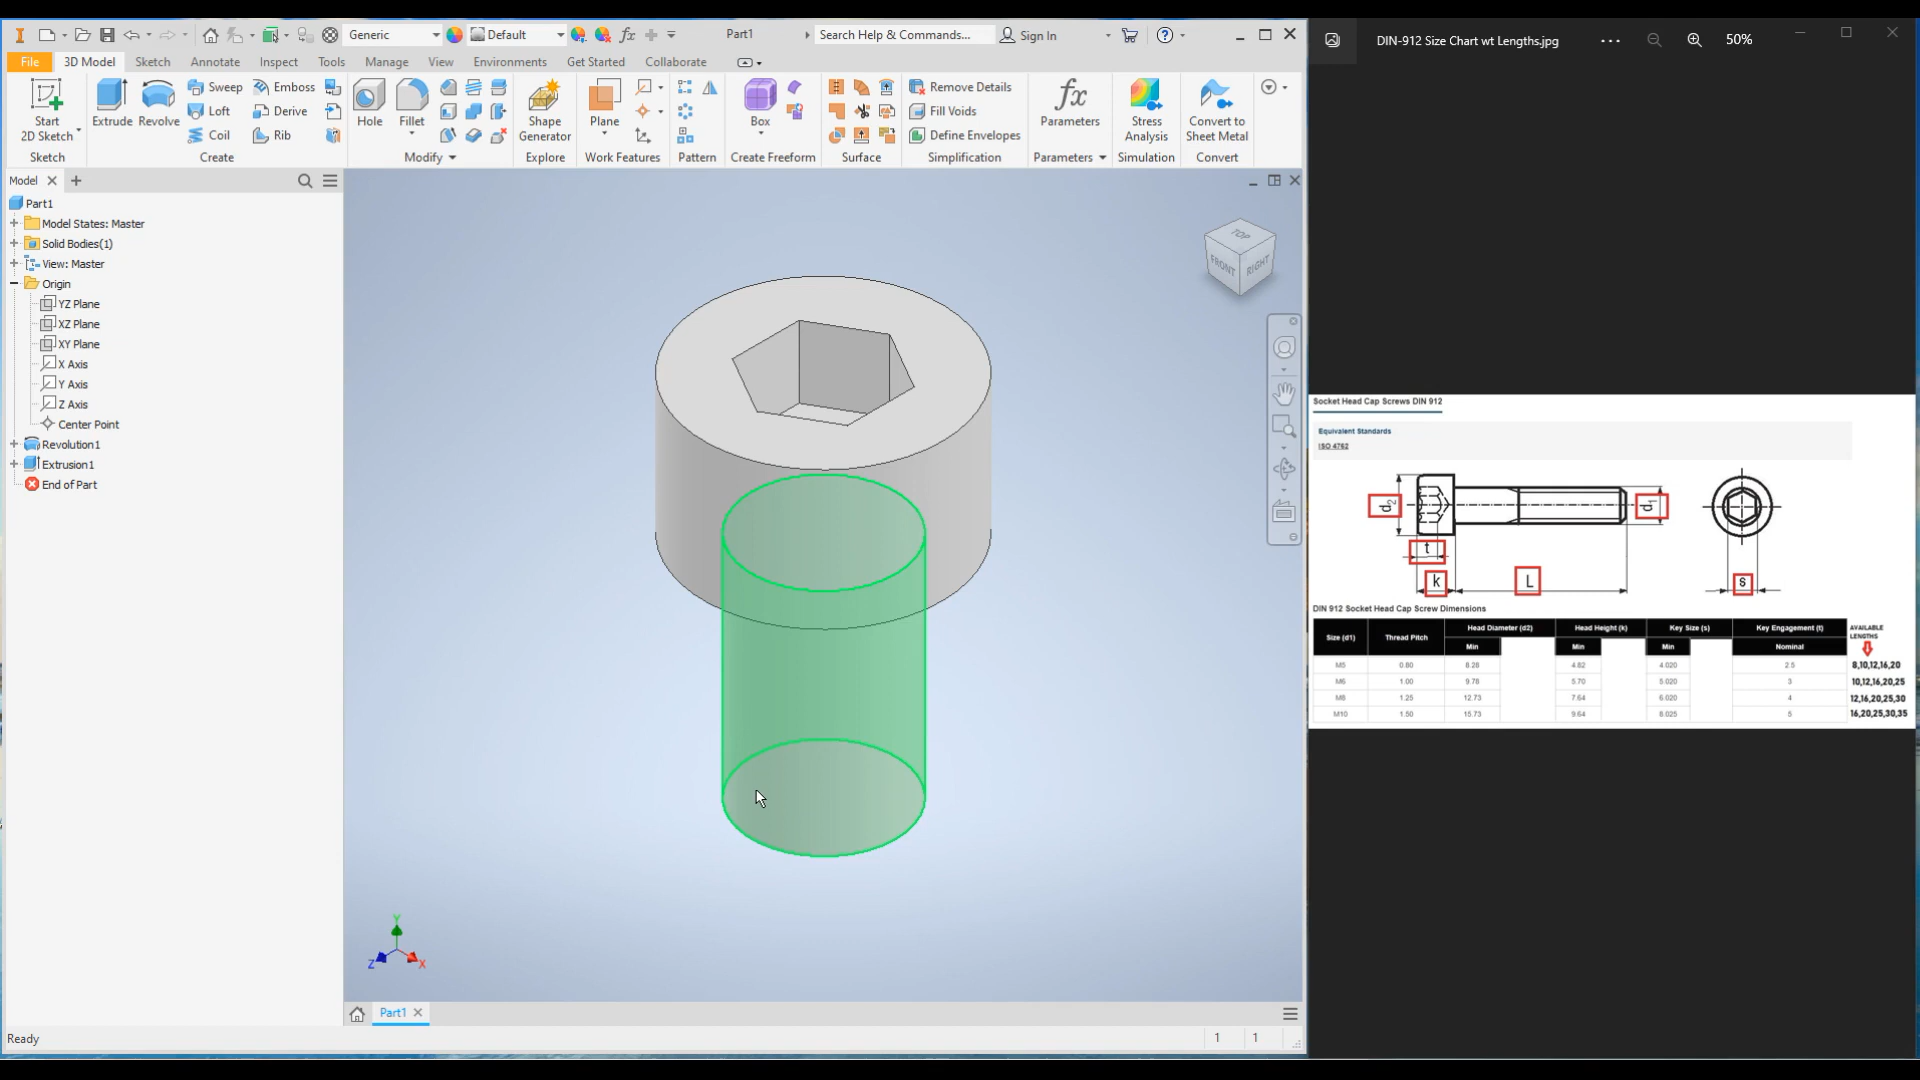 Generic
Default
fx
Part1
Search Help & Commands...
Sign In
File
3D Model
Sketch
Annotate
Inspect
Tools
Manage
View
Environments
Get Started
Collaborate
Start
2D Sketch
Sketch
Extrude
Revolve
Sweep
Loft
Coil
Emboss
Derive
Rib
Create
Hole
Fillet
Modify
Shape
Generator
Explore
Plane
Work Features
Pattern
Box
Create Freeform
Surface
Remove Details
Fill Voids
Define Envelopes
Simplification
fx
Parameters
Parameters
Stress
Analysis
Simulation
Convert to
Sheet Metal
Convert
Model
Part1
Model States: Master
Solid Bodies(1)
View: Master
Origin
YZ Plane
XZ Plane
XY Plane
X Axis
Y Axis
Z Axis
Center Point
Revolution1
Extrusion1
End of Part
TOP
FRONT
RIGHT
Y
Z
X
Part1
Ready
1
1
DIN-912 Size Chart wt Lengths.jpg
50%
Socket Head Cap Screws DIN 912
Equivalent Standards
ISO 4762
d2
d1
t
k
L
s
DIN 912 Socket Head Cap Screw Dimensions
Size (d1) Thread Pitch Head Diameter (d2) Head Height (k) Key Size (s) Key Engagement (t) AVAILABLE LENGTHS
Min Min Min Nominal
M5 0.80 8.28 4.82 4.020 2.5 8,10,12,16,20
M6 1.00 9.78 5.70 5.020 3 10,12,16,20,25
M8 1.25 12.73 7.64 6.020 4 12,16,20,25,30
M10 1.50 15.73 9.64 8.025 5 16,20,25,30,35